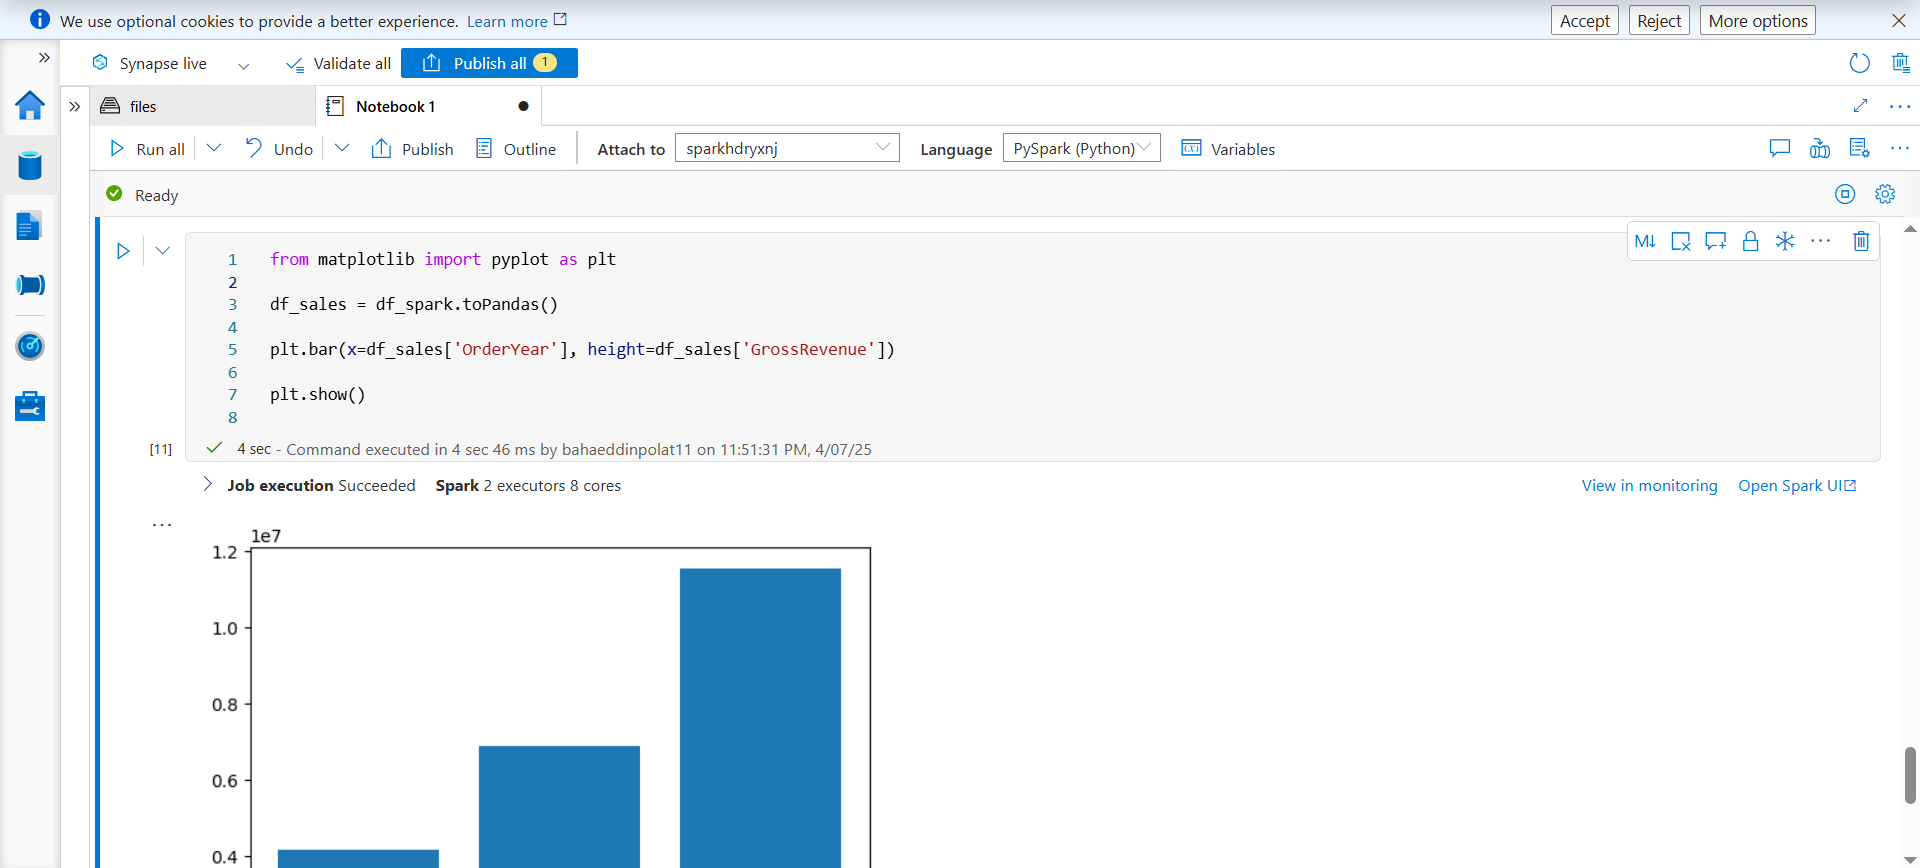 We use optional cookies to provide a better experience. Learn more
Accept
Reject
More options
Synapse live
Validate all
Publish all 1
files
Notebook 1
Run all
Undo
Publish
Outline
Attach to
sparkhdryxnj
Language
PySpark (Python)
Variables
Ready
M↓
1 from matplotlib import pyplot as plt
2
3 df_sales = df_spark.toPandas()
4
5 plt.bar(x=df_sales['OrderYear'], height=df_sales['GrossRevenue'])
6
7 plt.show()
8
[11]
4 sec - Command executed in 4 sec 46 ms by bahaeddinpolat11 on 11:51:31 PM, 4/07/25
Job execution Succeeded Spark 2 executors 8 cores
View in monitoring
Open Spark UI
1e7
1.2
1.0
0.8
0.6
0.4